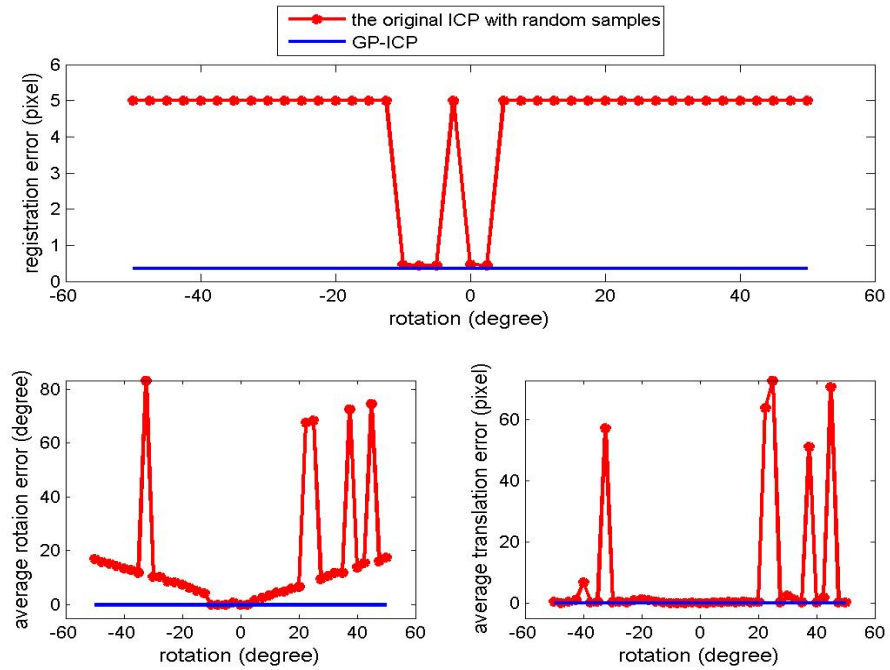 the original ICP with random samples
GP-ICP
registration error (pixel)
6
5
4
3
2
1
0
-60 -40 -20 0 20 40 60
rotation (degree)
average rotaion error (degree)
80
60
40
20
0
-60 -40 -20 0 20 40 60
rotation (degree)
average translation error (pixel)
60
40
20
0
-60 -40 -20 0 20 40 60
rotation (degree)